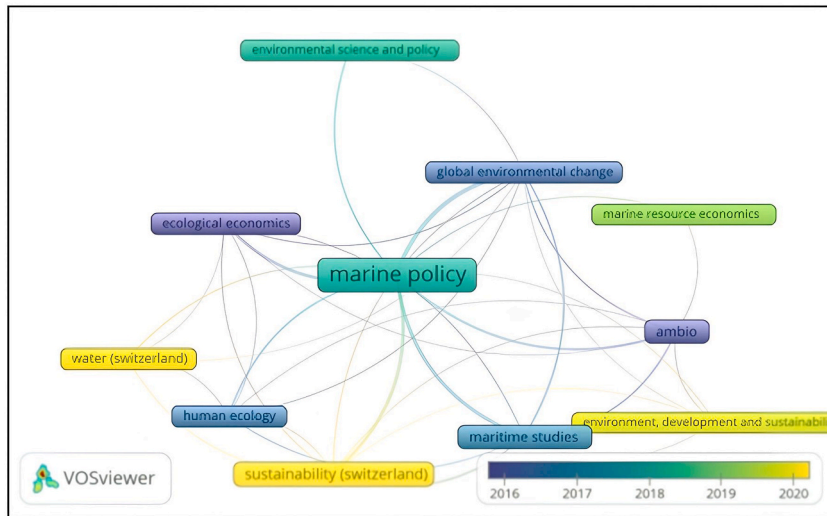 environmental science and policy
global environmental change
ecological economics
marine resource economics
marine policy
ambio
water (switzerland)
human ecology
environment, development and sustainabili
maritime studies
sustainability (switzerland)
VOSviewer
2016 2017 2018 2019 2020